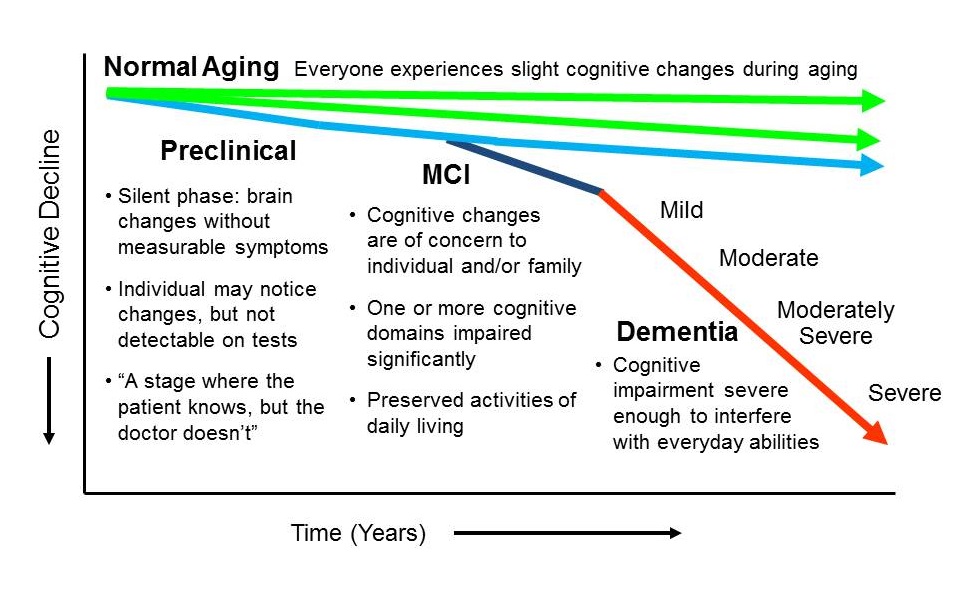 Normal Aging Everyone experiences slight cognitive changes during aging
Cognitive Decline
Preclinical
• Silent phase: brain
changes without
measurable symptoms
• Individual may notice
changes, but not
detectable on tests
• “A stage where the
patient knows, but the
doctor doesn’t”
MCI
• Cognitive changes
are of concern to
individual and/or family
• One or more cognitive
domains impaired
significantly
• Preserved activities of
daily living
Dementia
• Cognitive
impairment severe
enough to interfere
with everyday abilities
Mild
Moderate
Moderately
Severe
Severe
Time (Years)